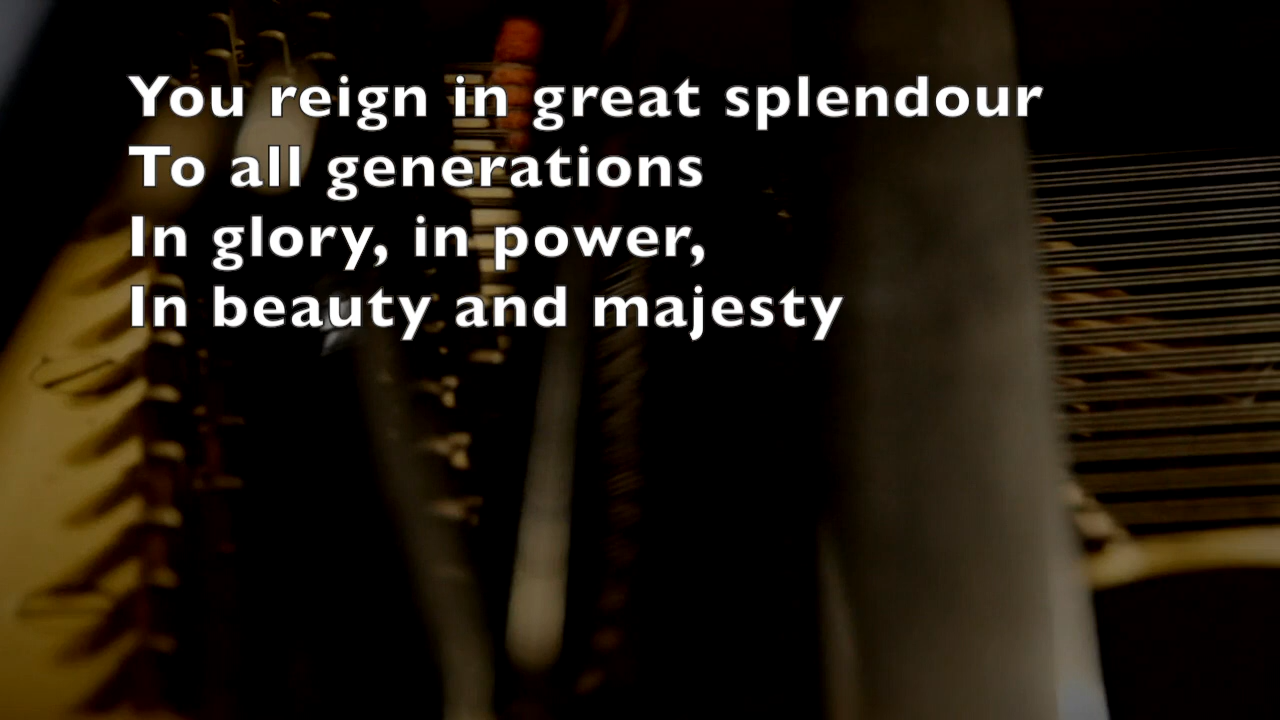 You reign in great splendour
To all generations
In glory, in power,
In beauty and majesty